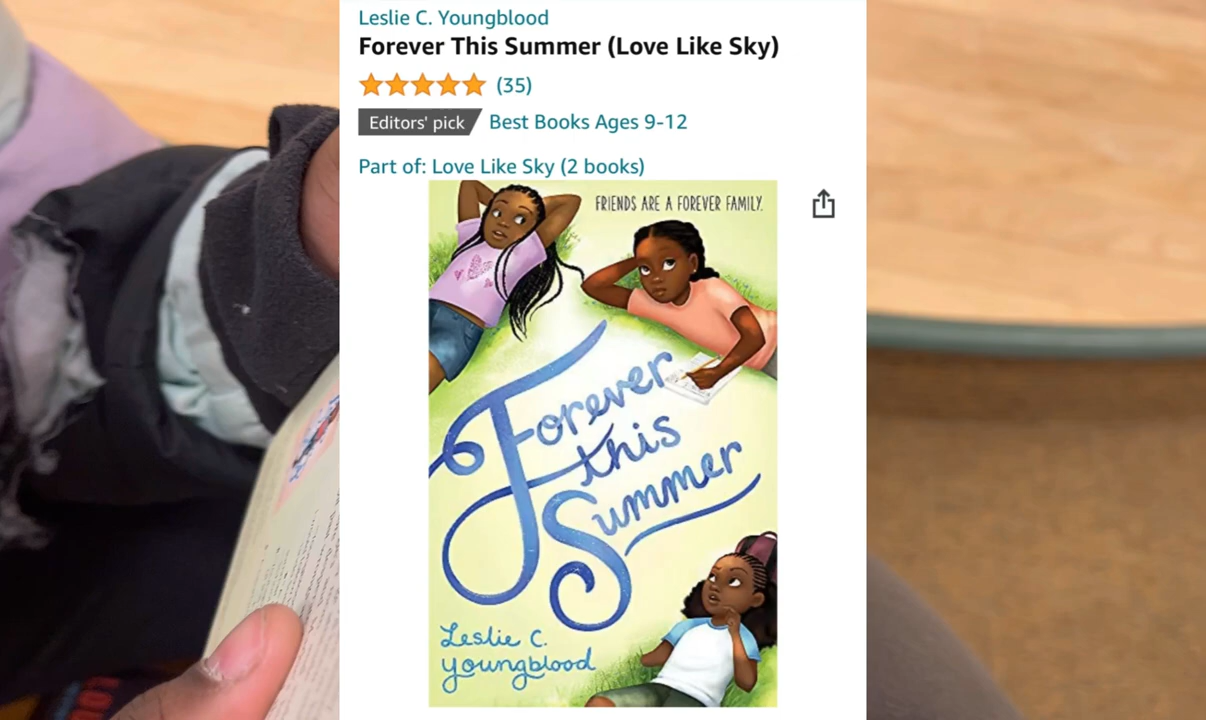 Leslie C. Youngblood
Forever This Summer (Love Like Sky)
(35)
Editors' pick
Best Books Ages 9-12
Part of: Love Like Sky (2 books)
FRIENDS ARE A FOREVER FAMILY.
Forever
this
Summer
Leslie C.
Youngblood